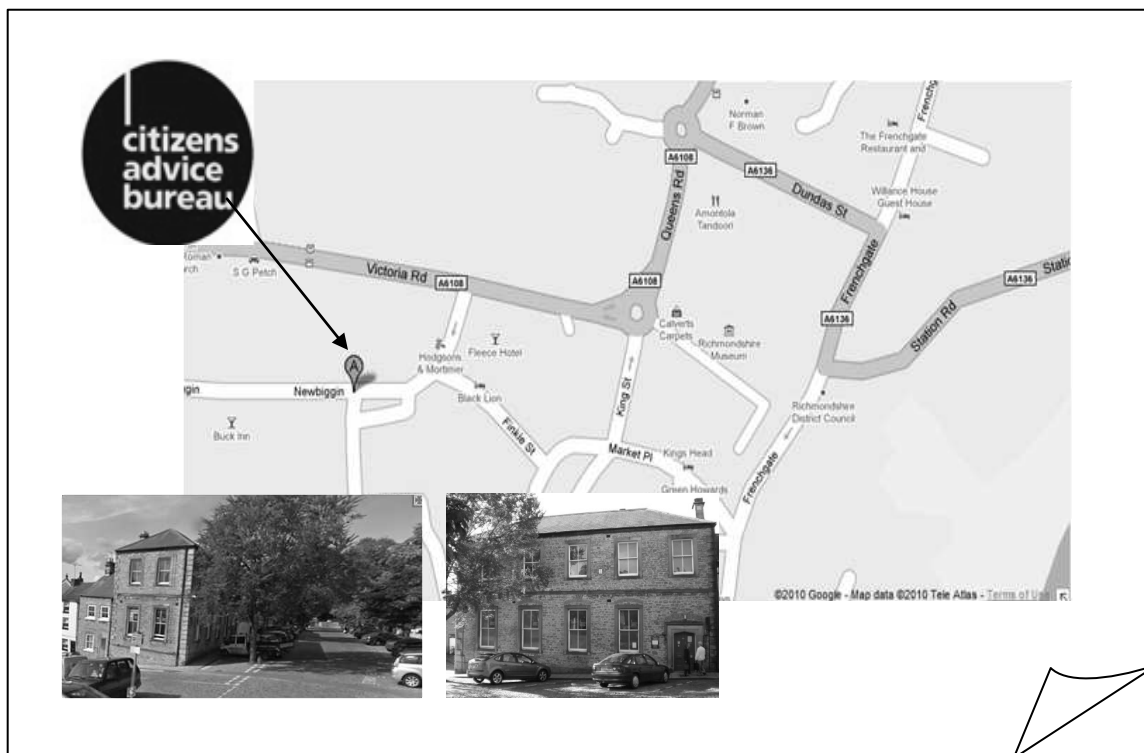 citizens
advice
bureau
Norman
F Brown
The Frenchgate
Restaurant and
Frenchgate
A6108
A6136
Dundas St
Williance House
Guest House
Queens Rd
Amontola
Tandoori
S G Petch
Victoria Rd
A6108
A6108
Frenchgate
A6136
A6136
Station Rd
Calverts
Carpets
Richmondshire
Museum
Hodgsons
& Mortimer
Fleece Hotel
A
Newbiggin
Black Lion
King St
Richmondshire
District Council
Buck Inn
Finkle St
Market Pl
Kings Head
Green Howards
Frenchgate
©2010 Google - Map data ©2010 Tele Atlas - Terms of Use